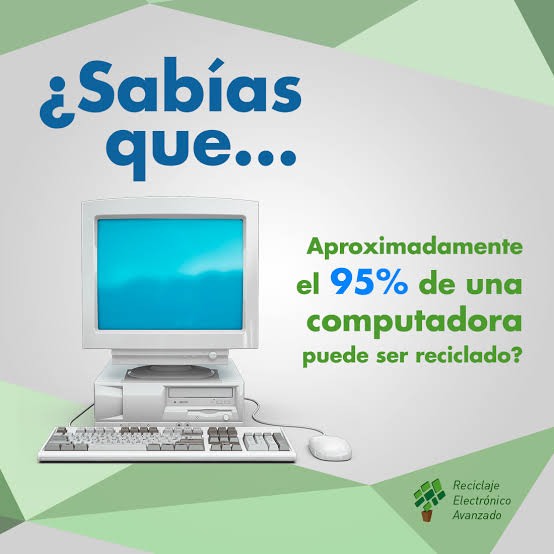 ¿Sabías
que...
Aproximadamente
el 95% de una
computadora
puede ser reciclado?
Reciclaje
Electrónico
Avanzado